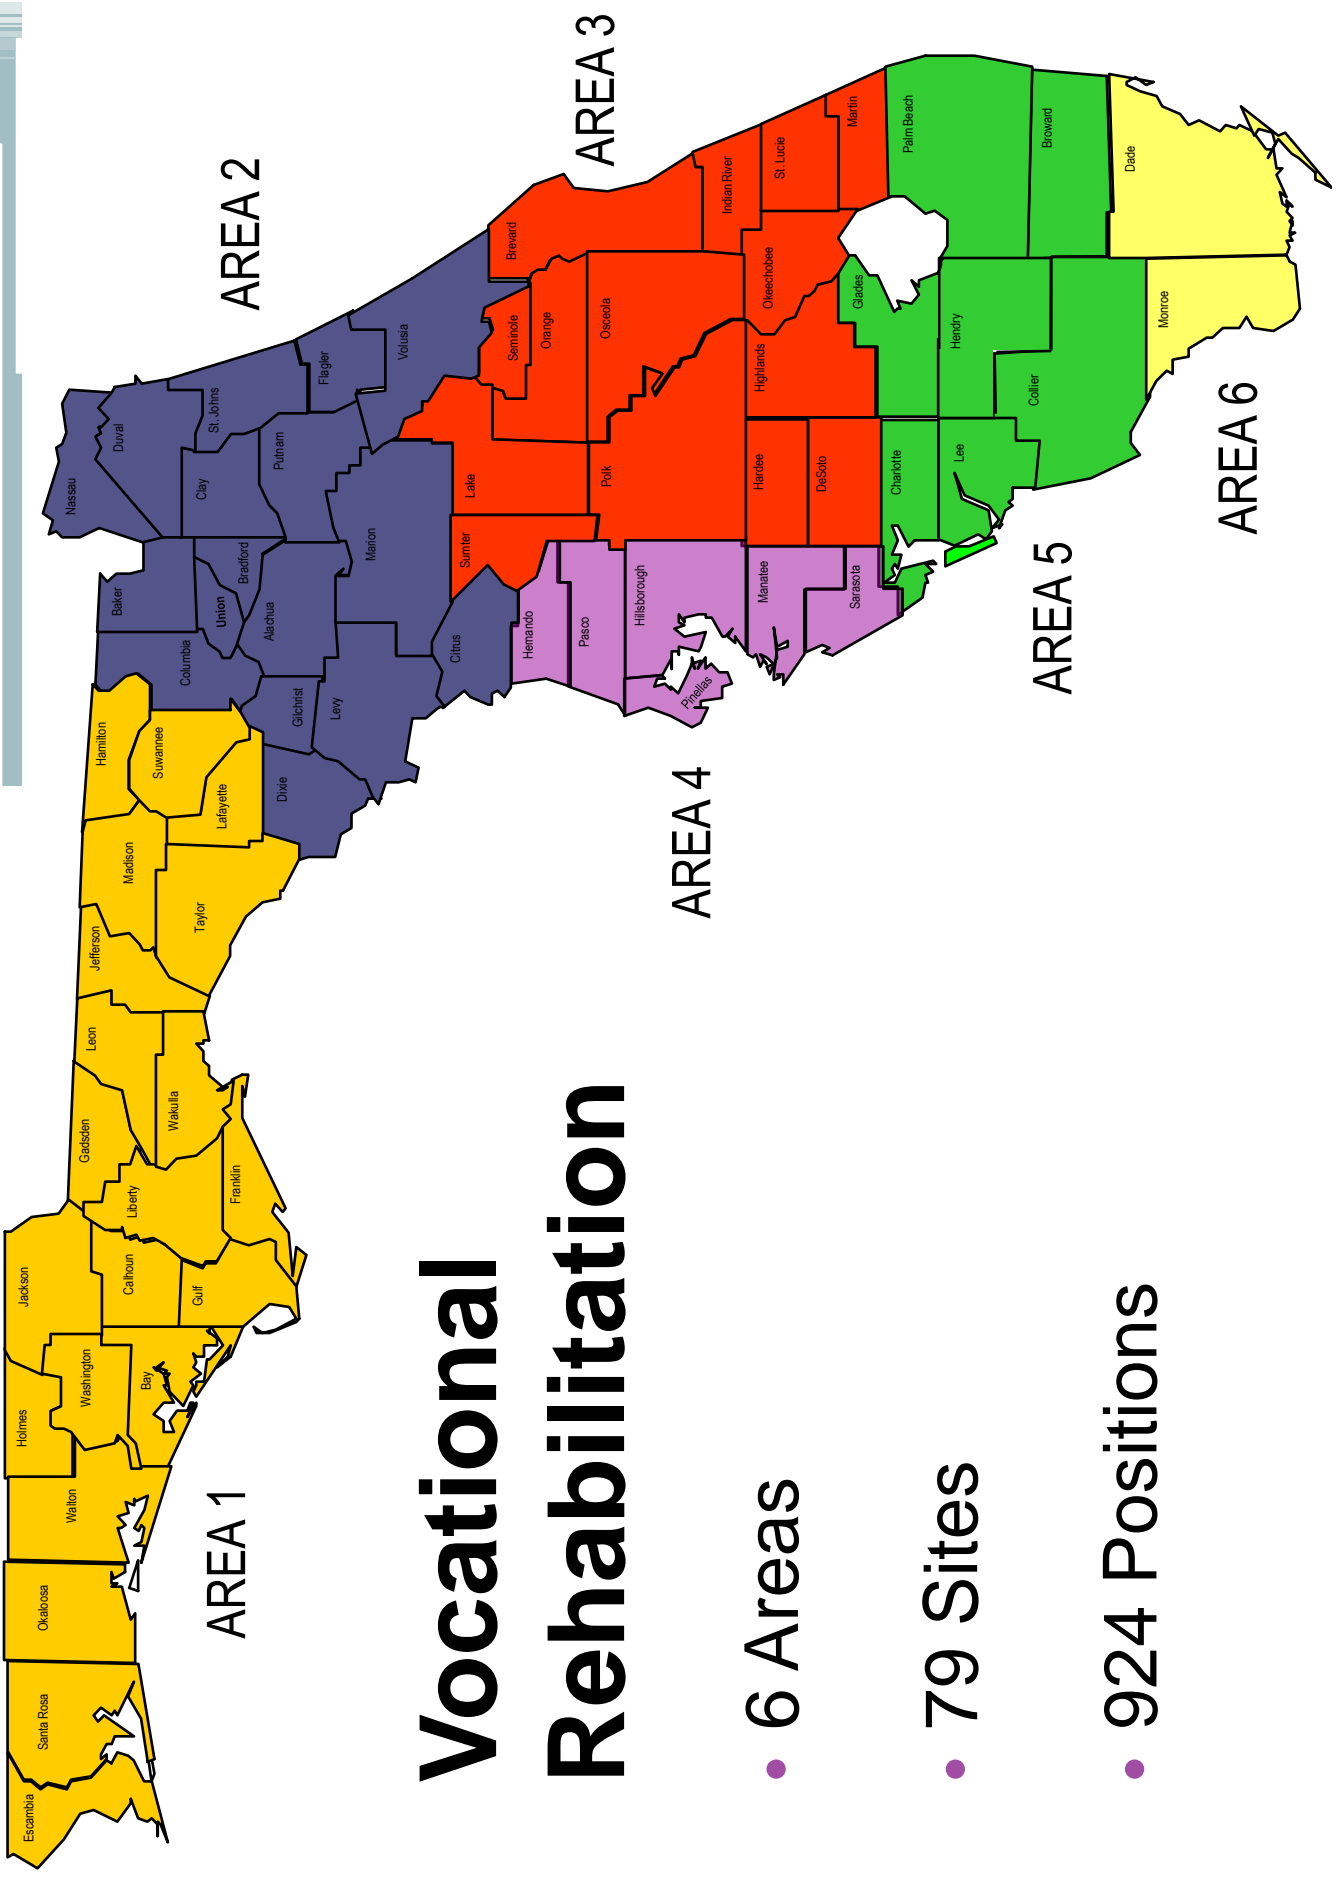 Escambia
Santa Rosa
Okaloosa
Walton
Holmes
Washington
Bay
Jackson
Calhoun
Gulf
Liberty
Gadsden
Franklin
Leon
Wakulla
Jefferson
Madison
Taylor
Hamilton
Suwannee
Lafayette
AREA 1
Dixie
Columbia
Gilchrist
Levy
Baker
Union
Bradford
Alachua
Nassau
Duval
Clay
St. Johns
Putnam
Flagler
Marion
Volusia
Citrus
AREA 2
Sumter
Lake
Seminole
Orange
Brevard
Osceola
Polk
Indian River
St. Lucie
Martin
Okeechobee
Highlands
Hardee
DeSoto
AREA 3
Hernando
Pasco
Hillsborough
Pinellas
Manatee
Sarasota
AREA 4
Charlotte
Glades
Palm Beach
Lee
Hendry
Collier
Broward
AREA 5
Dade
Monroe
AREA 6
Vocational
Rehabilitation
• 6 Areas
• 79 Sites
• 924 Positions